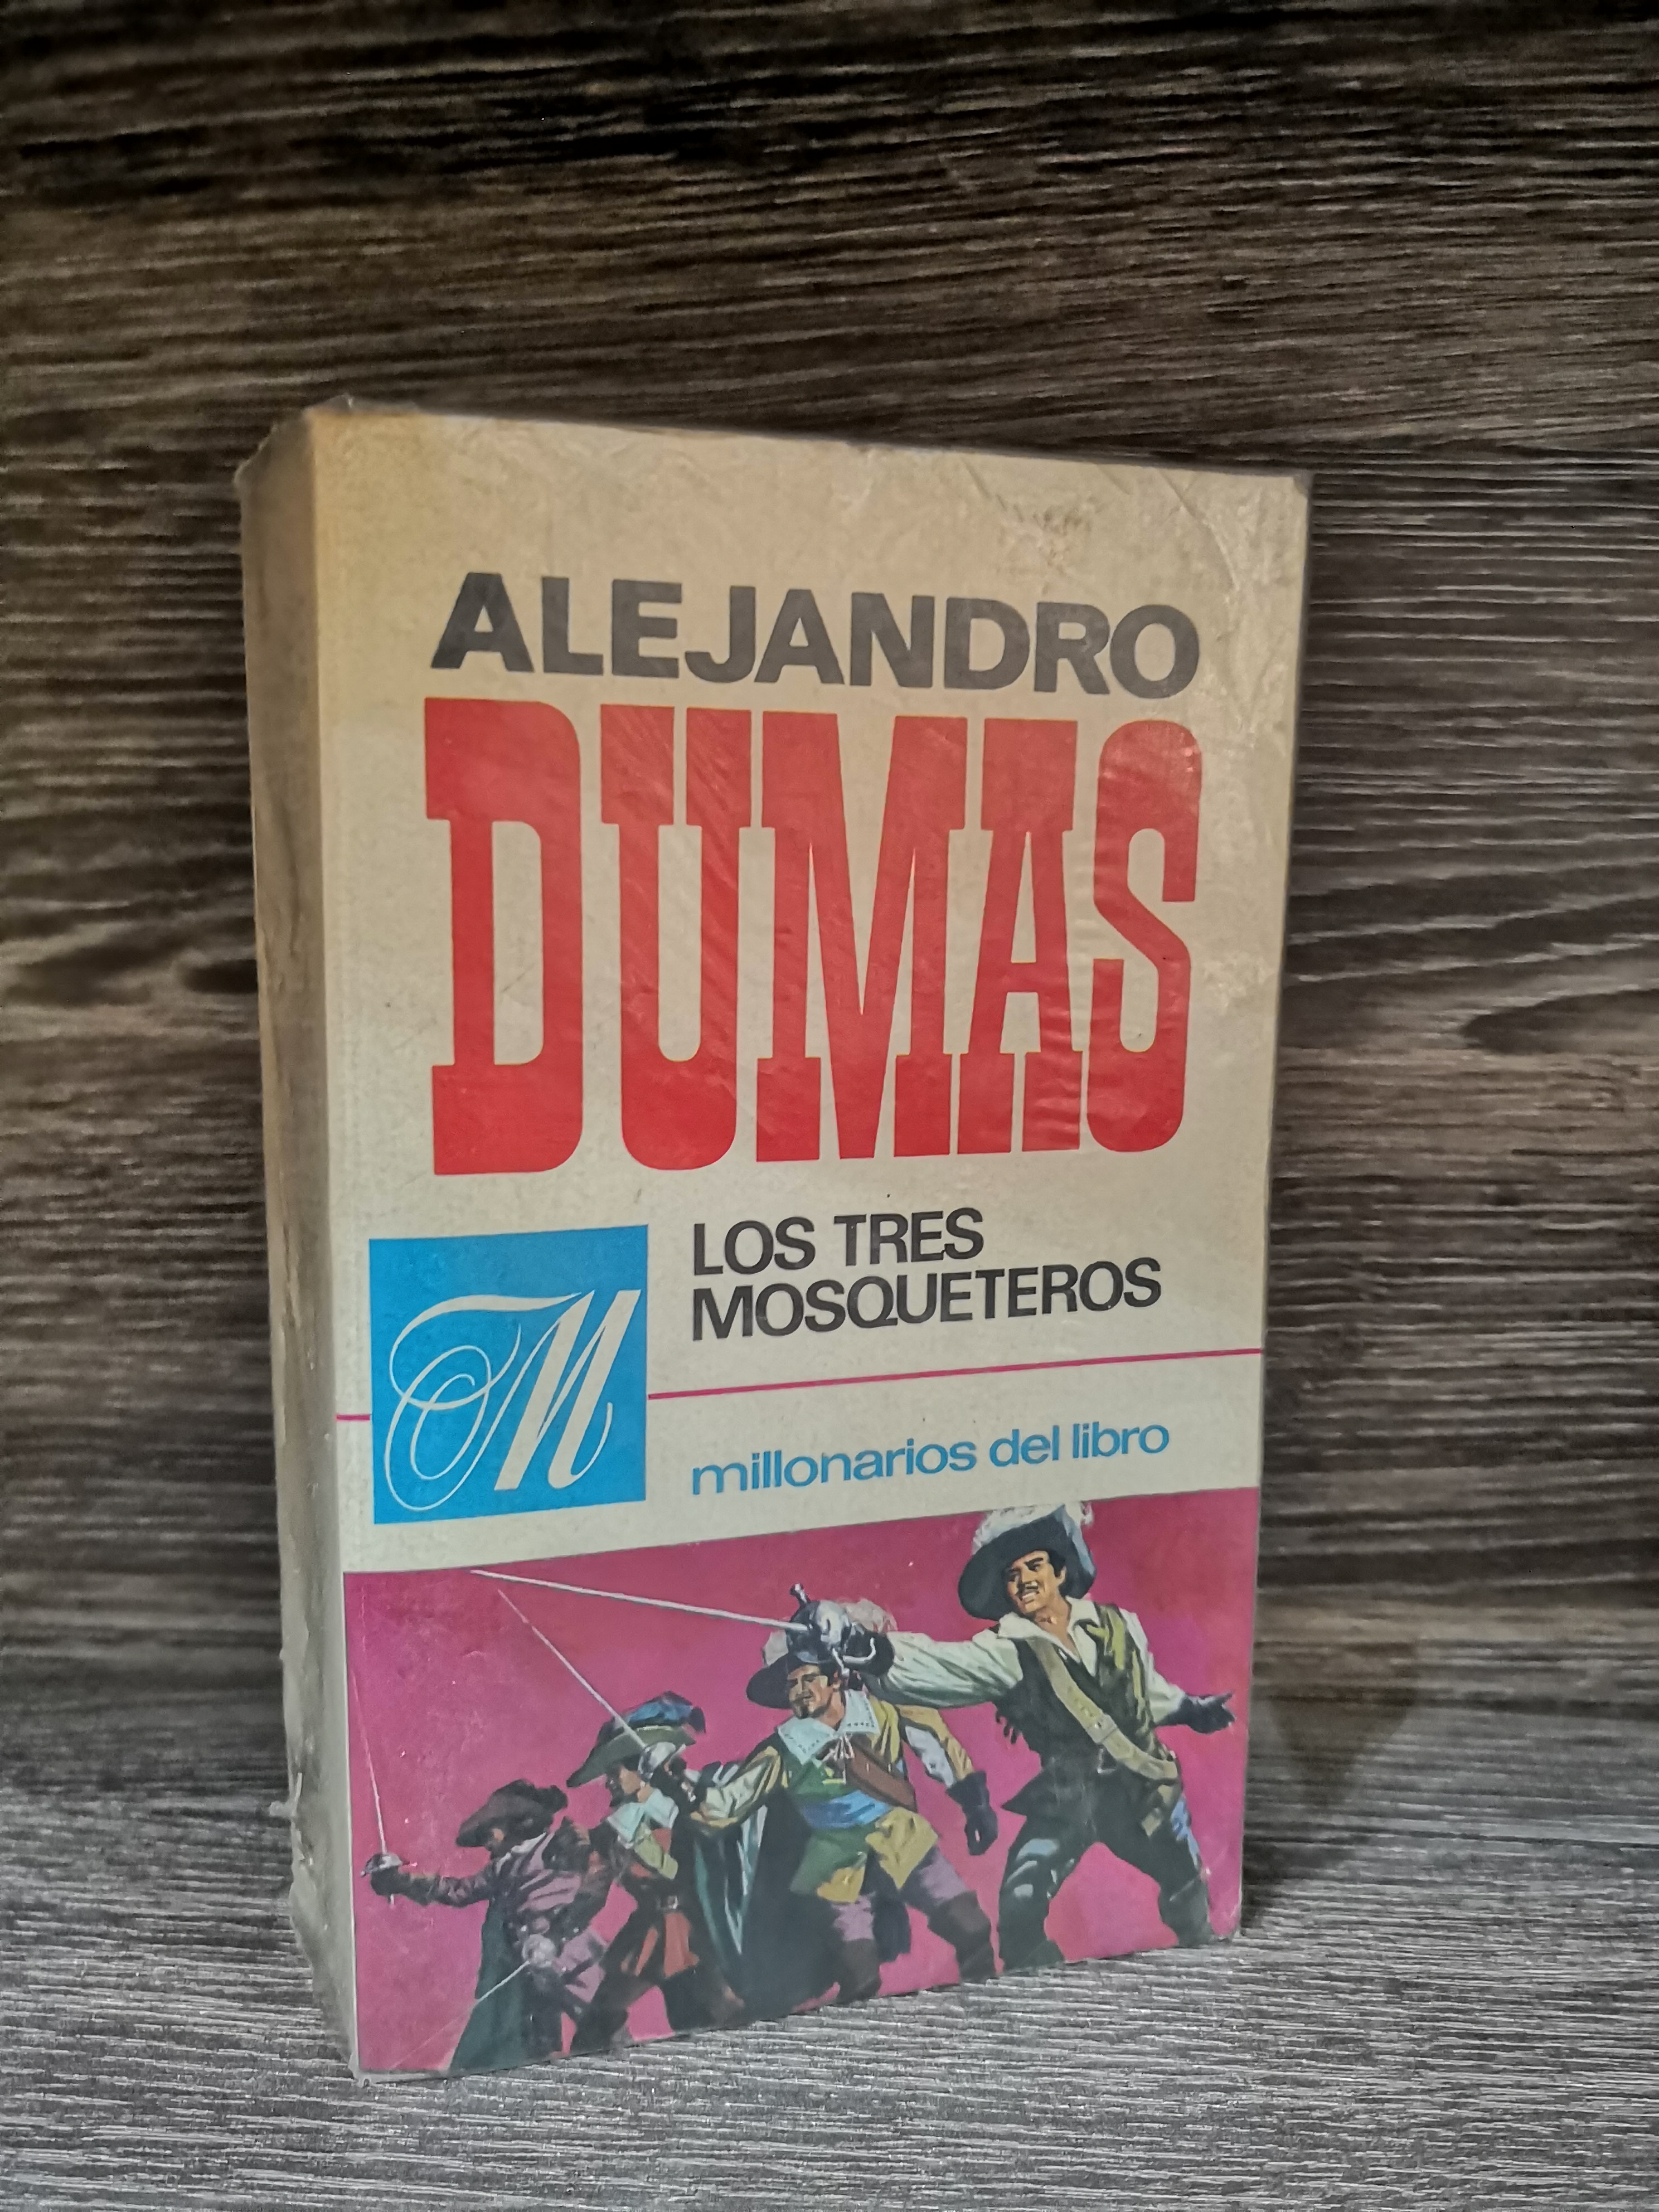 ALEJANDRO
DUMAS
LOS TRES
MOSQUETEROS
M
millonarios del libro